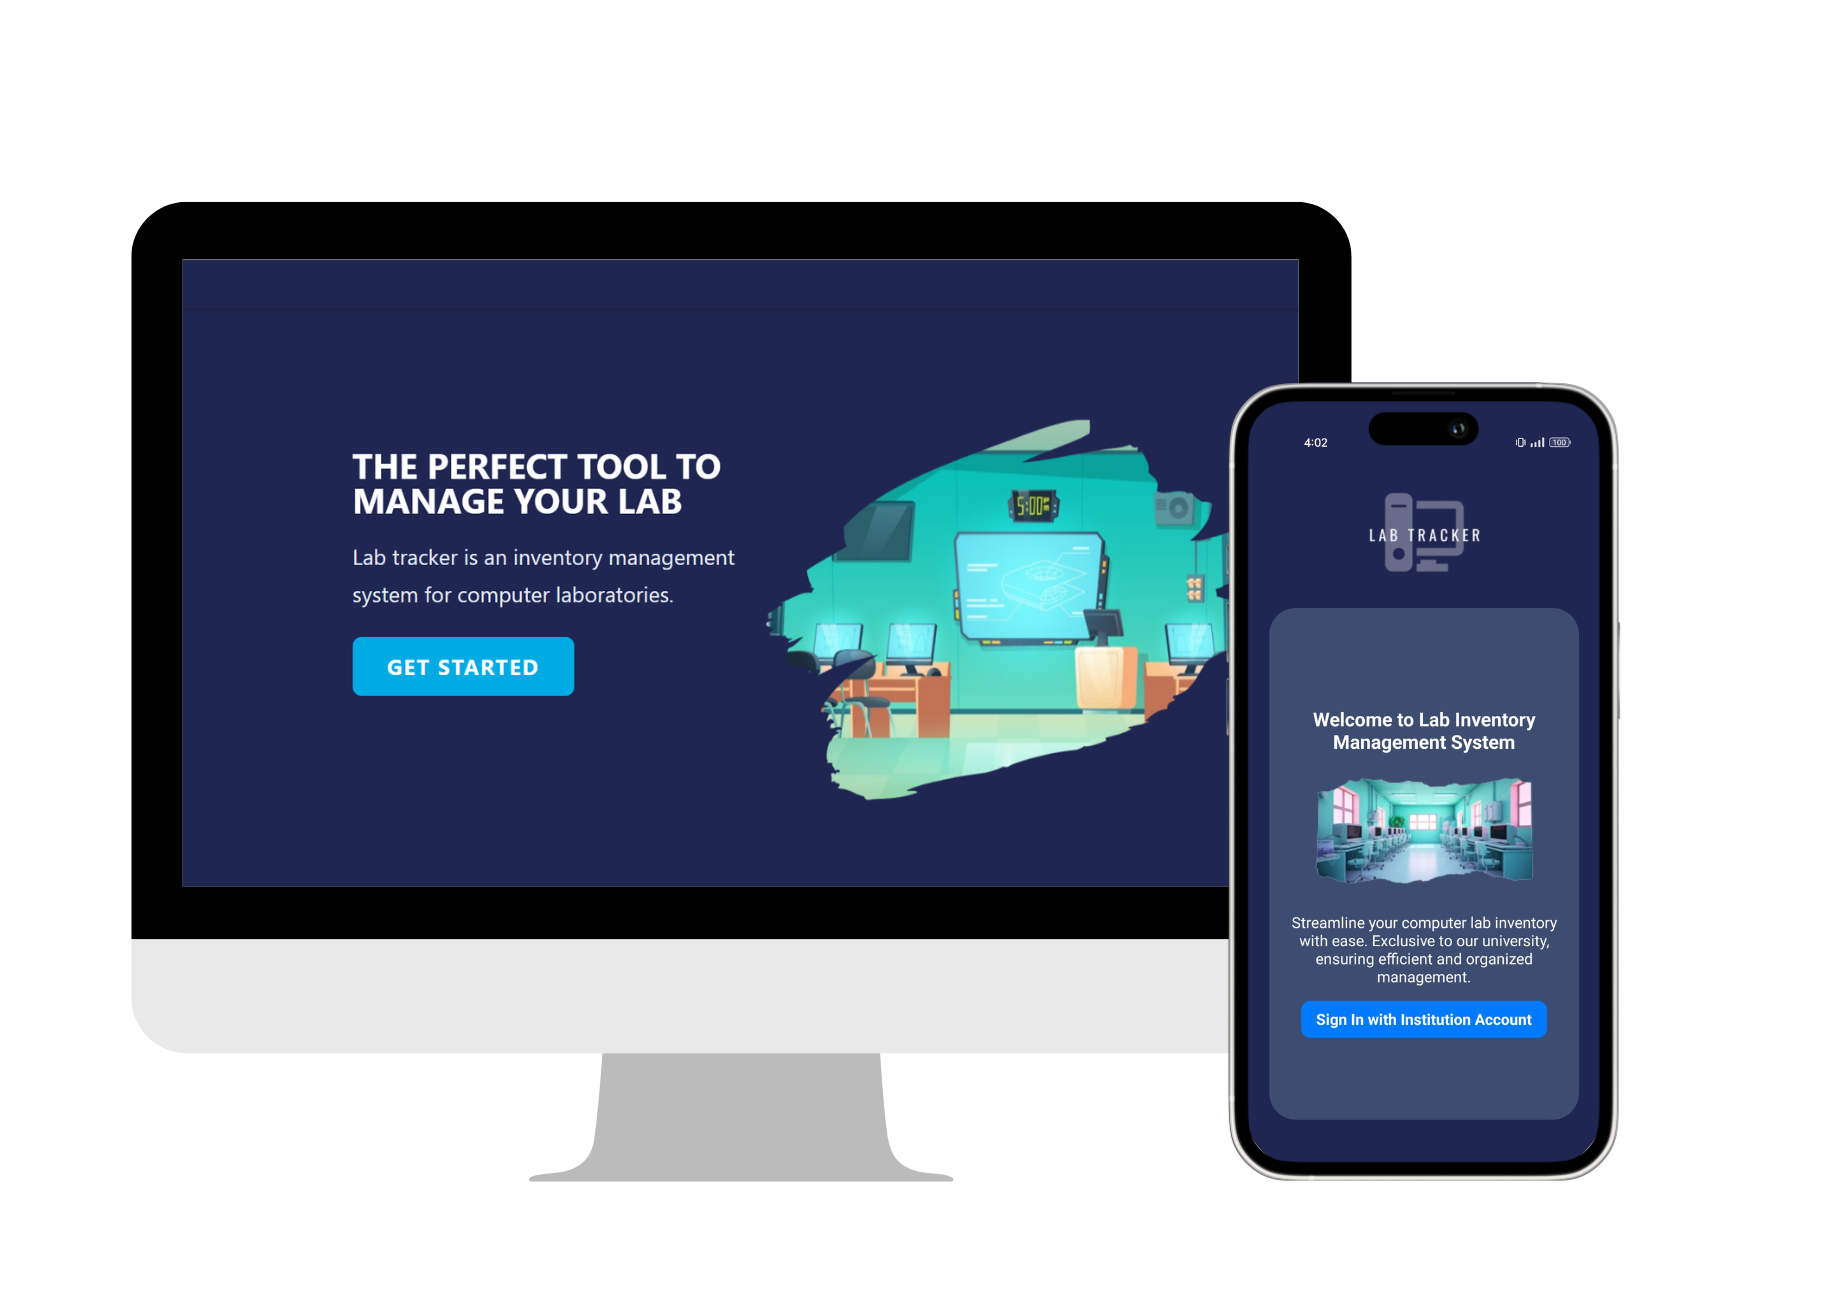 THE PERFECT TOOL TO
MANAGE YOUR LAB
Lab tracker is an inventory management
system for computer laboratories.
GET STARTED
5:00
4:02
100
LAB TRACKER
Welcome to Lab Inventory
Management System
Streamline your computer lab inventory
with ease. Exclusive to our university,
ensuring efficient and organized
management.
Sign In with Institution Account